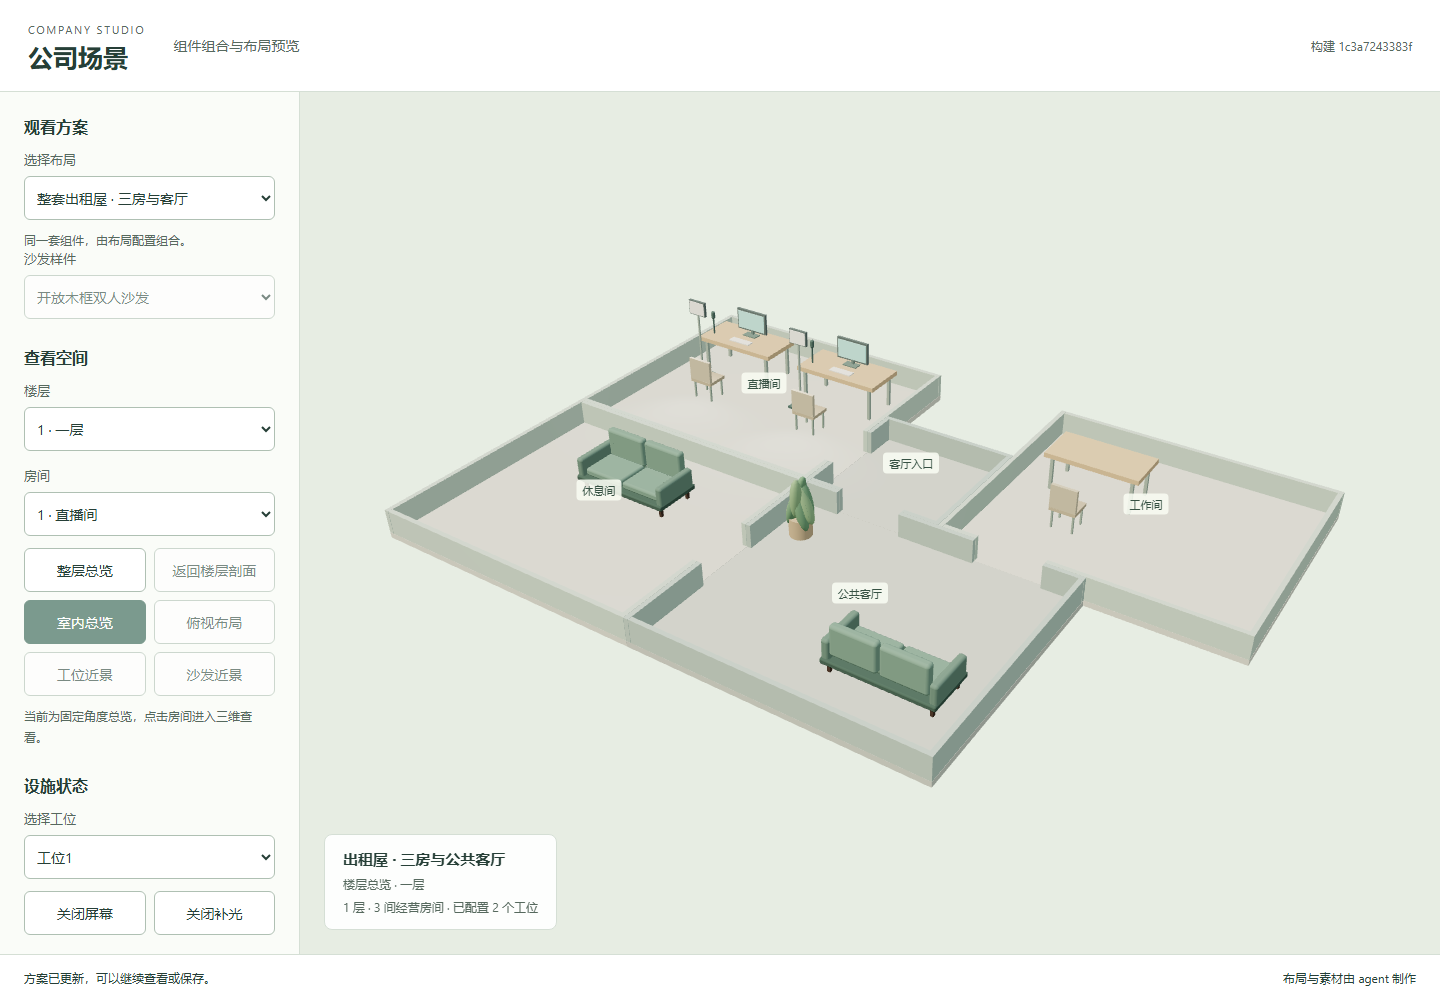 COMPANY STUDIO
公司场景
组件组合与布局预览
构建 1c3a7243383f
观看方案
选择布局
整套出租屋 · 三房与客厅
同一套组件，由布局配置组合。
沙发样件
开放木框双人沙发
查看空间
楼层
1 · 一层
房间
1 · 直播间
整层总览
返回楼层剖面
室内总览
俯视布局
工位近景
沙发近景
当前为固定角度总览，点击房间进入三维查
看。
设施状态
选择工位
工位1
关闭屏幕
关闭补光
直播间
客厅入口
休息间
工作间
公共客厅
出租屋 · 三房与公共客厅
楼层总览 · 一层
1 层 · 3 间经营房间 · 已配置 2 个工位
方案已更新，可以继续查看或保存。
布局与素材由 agent 制作